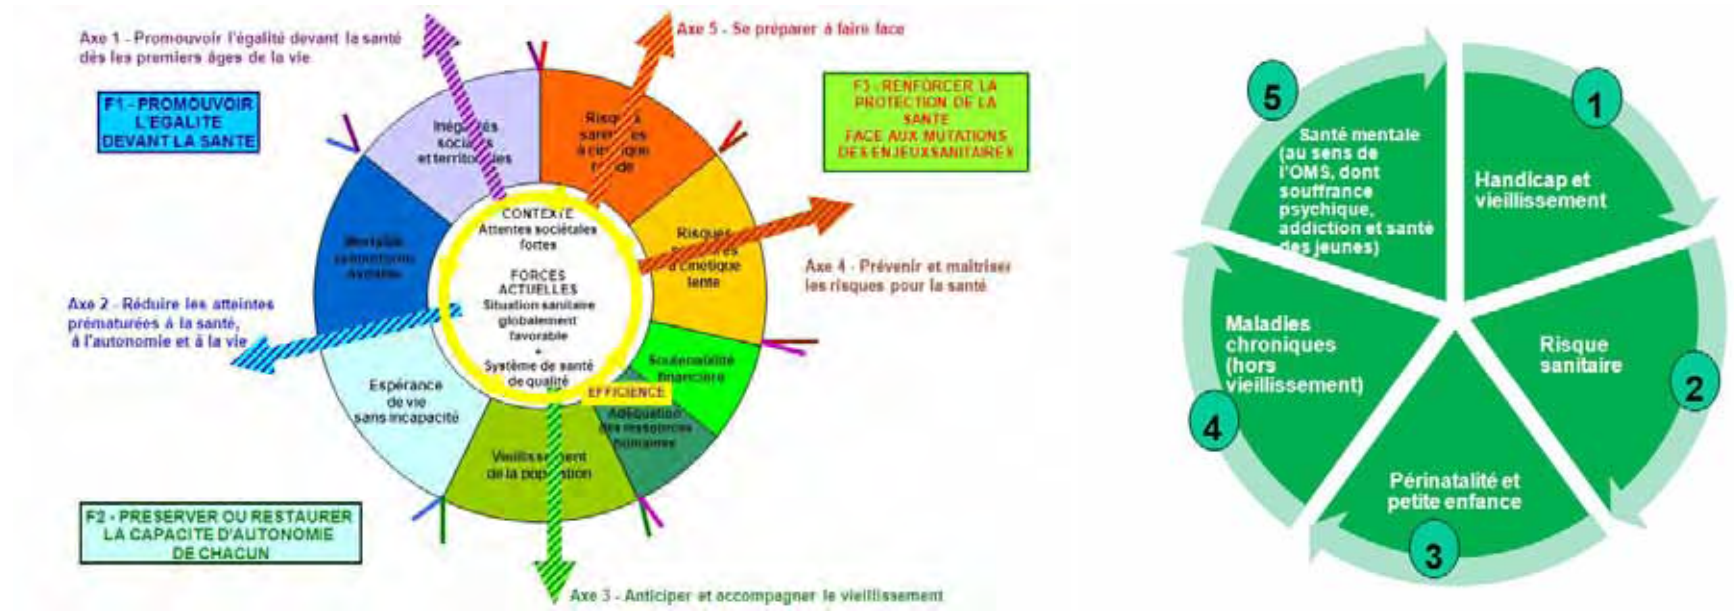 Axe 1 - Promouvoir l'égalité devant la santé
dès les premiers âges de la vie
Axe 5 - Se préparer à faire face
F1 - PROMOUVOIR
L'EGALITE
DEVANT LA SANTE
F3 - RENFORCER LA
PROTECTION DE LA
SANTE
FACE AUX MUTATIONS
DES ENJEUX SANITAIRES
Inégalités
sociales
et territoriales
Risques
sanitaires
à cinétique
rapide
Risques
sanitaires
à cinétique
lente
Mortalité
prématurée
évitable
CONTEXTE
Attentes sociétales
fortes
FORCES
ACTUELLES
Situation sanitaire
globalement
favorable
+
Système de santé
de qualité
EFFICIENCE
Axe 4 - Prévenir et maîtriser
les risques pour la santé
Axe 2 - Réduire les atteintes
prématurées à la santé,
à l'autonomie et à la vie
Soutenabilité
financière
Adéquation
des ressources
humaines
Espérance
de vie
sans incapacité
Vieillissement
de la population
F2 - PRESERVER OU RESTAURER
LA CAPACITE D'AUTONOMIE
DE CHACUN
Axe 3 - Anticiper et accompagner le vieillissement
1
Handicap et
vieillissement
2
Risque
sanitaire
3
Périnatalité et
petite enfance
4
Maladies
chroniques
(hors
vieillissement)
5
Santé mentale
(au sens de
l'OMS, dont
souffrance
psychique,
addiction et santé
des jeunes)